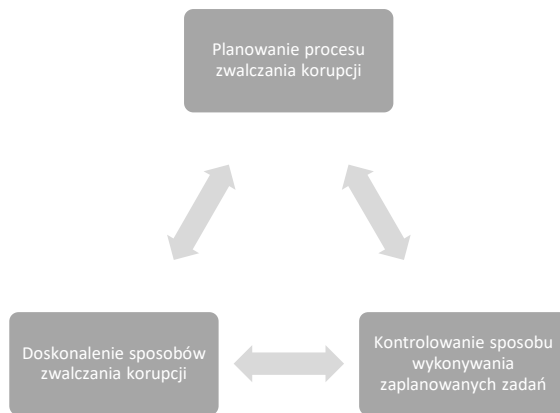 Planowanie procesu
zwalczania korupcji
Doskonalenie sposobów
zwalczania korupcji
Kontrolowanie sposobu
wykonywania
zaplanowanych zadań